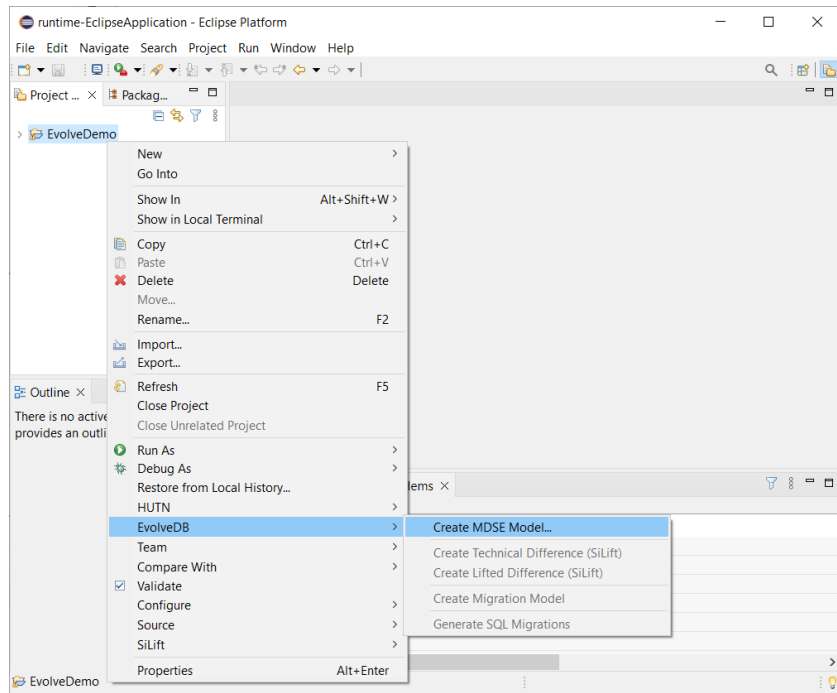 runtime-EclipseApplication - Eclipse Platform
File Edit Navigate Search Project Run Window Help
Project ... Packag...
EvolveDemo
New
Go Into
Show In Alt+Shift+W
Show in Local Terminal
Copy Ctrl+C
Paste Ctrl+V
Delete Delete
Move...
Rename... F2
Import...
Export...
Refresh F5
Close Project
Close Unrelated Project
Run As
Debug As
Restore from Local History...
HUTN
EvolveDB
Team
Compare With
Validate
Configure
Source
SiLift
Properties Alt+Enter
Create MDSE Model...
Create Technical Difference (SiLift)
Create Lifted Difference (SiLift)
Create Migration Model
Generate SQL Migrations
Outline
There is no active
provides an outli
lems
EvolveDemo